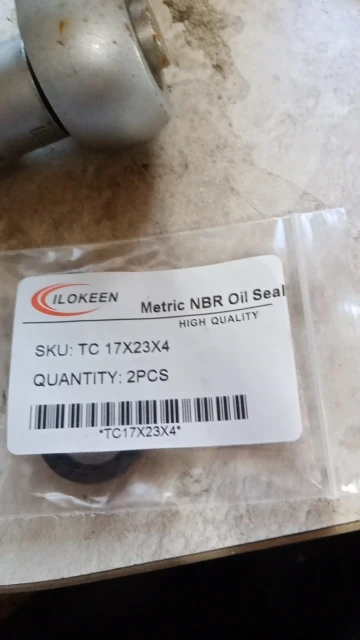 ILOKEEN
Metric NBR Oil Seal
HIGH QUALITY
SKU: TC 17X23X4
QUANTITY: 2PCS
*TC17X23X4*